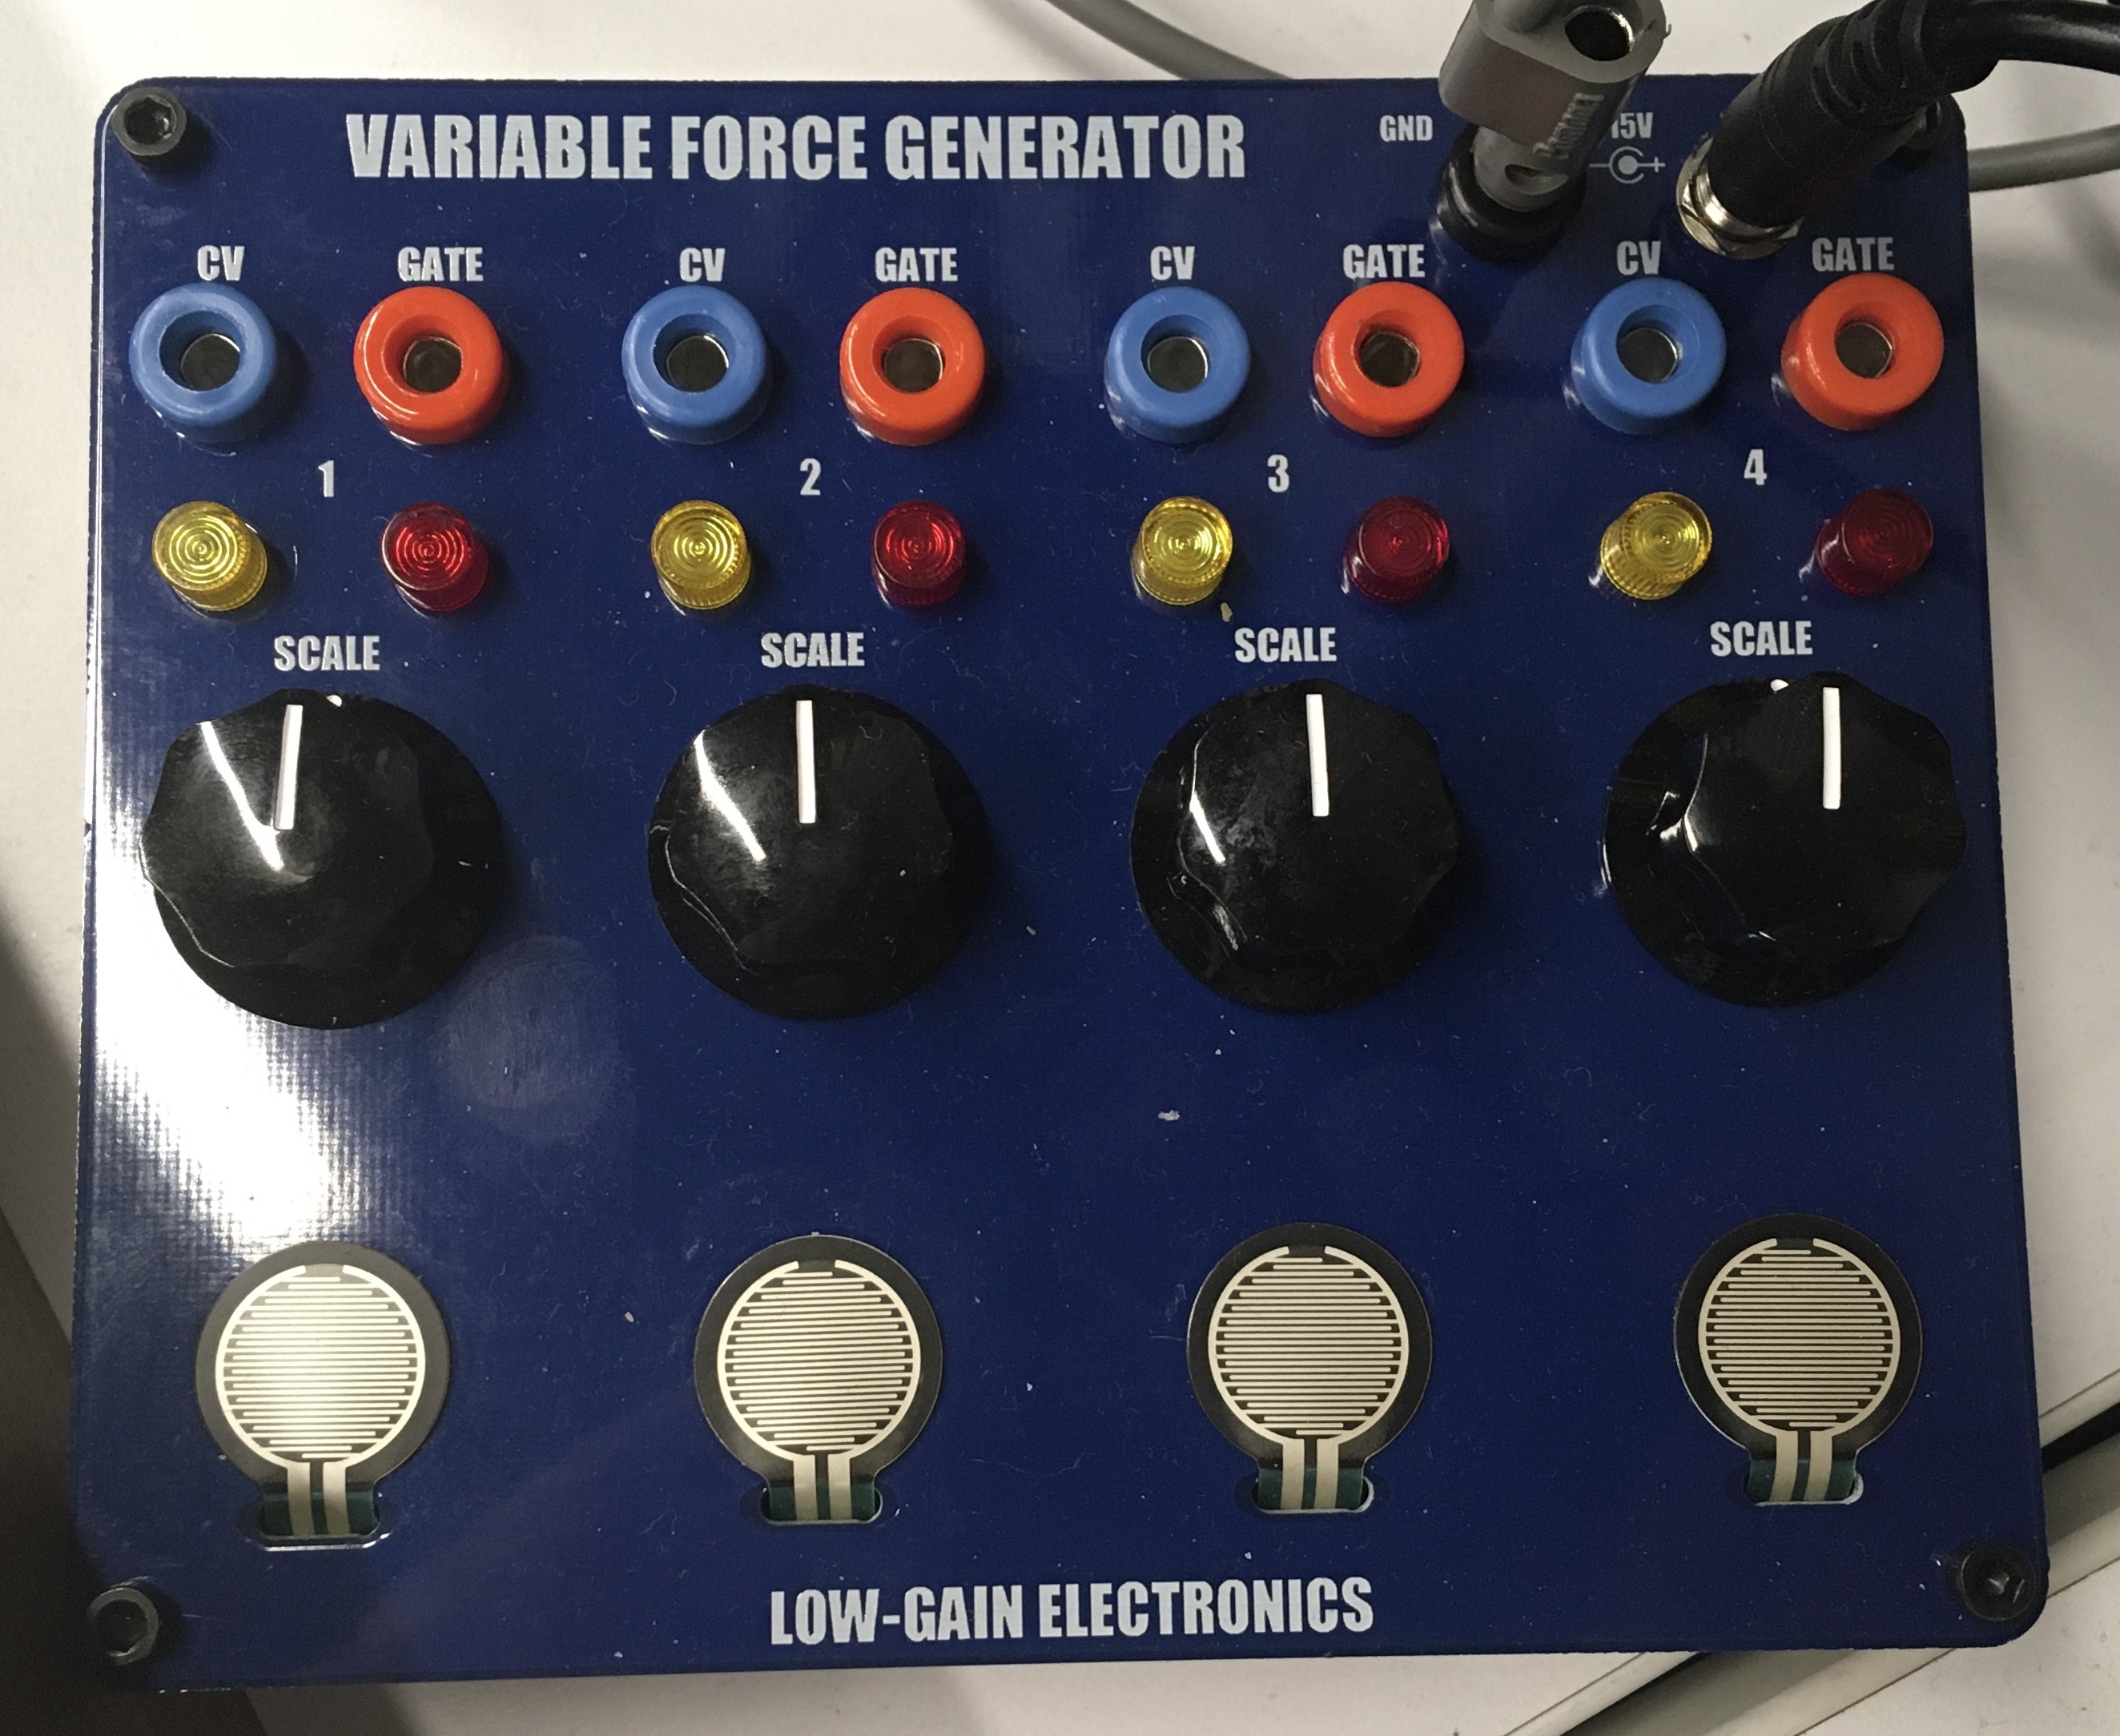 VARIABLE FORCE GENERATOR
GND 15V
- +
CV GATE CV GATE CV GATE CV GATE
1 2 3 4
SCALE SCALE SCALE SCALE
LOW-GAIN ELECTRONICS